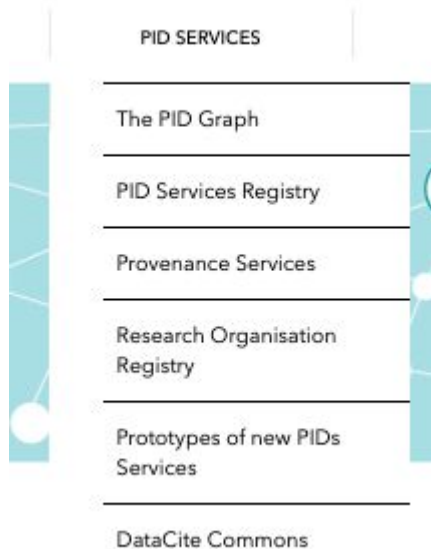 PID SERVICES
The PID Graph
PID Services Registry
Provenance Services
Research Organisation
Registry
Prototypes of new PIDs
Services
DataCite Commons